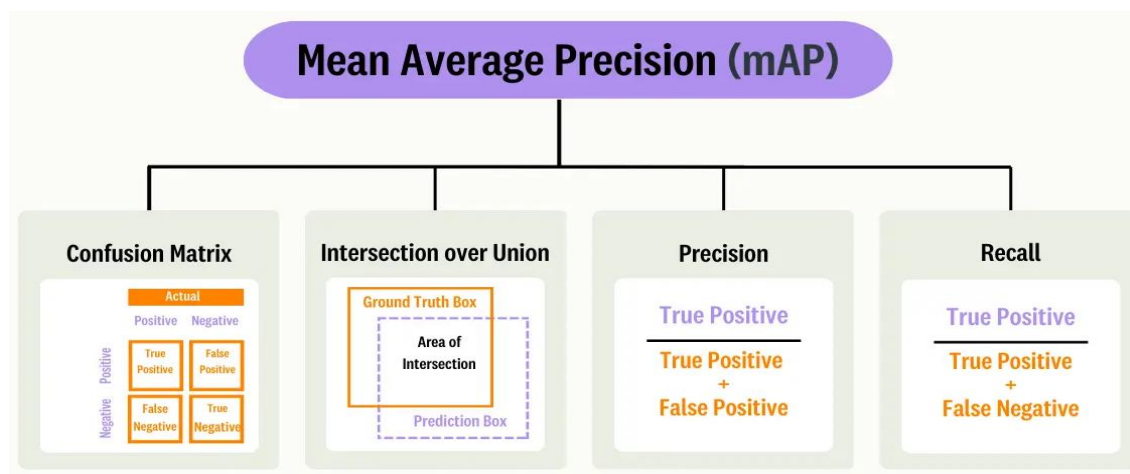 Mean Average Precision (mAP)
Confusion Matrix
Actual
Positive Negative
Positive
True
Positive
False
Positive
Negative
False
Negative
True
Negative
Intersection over Union
Ground Truth Box
Area of
Intersection
Prediction Box
Precision
True Positive
True Positive
+
False Positive
Recall
True Positive
True Positive
+
False Negative